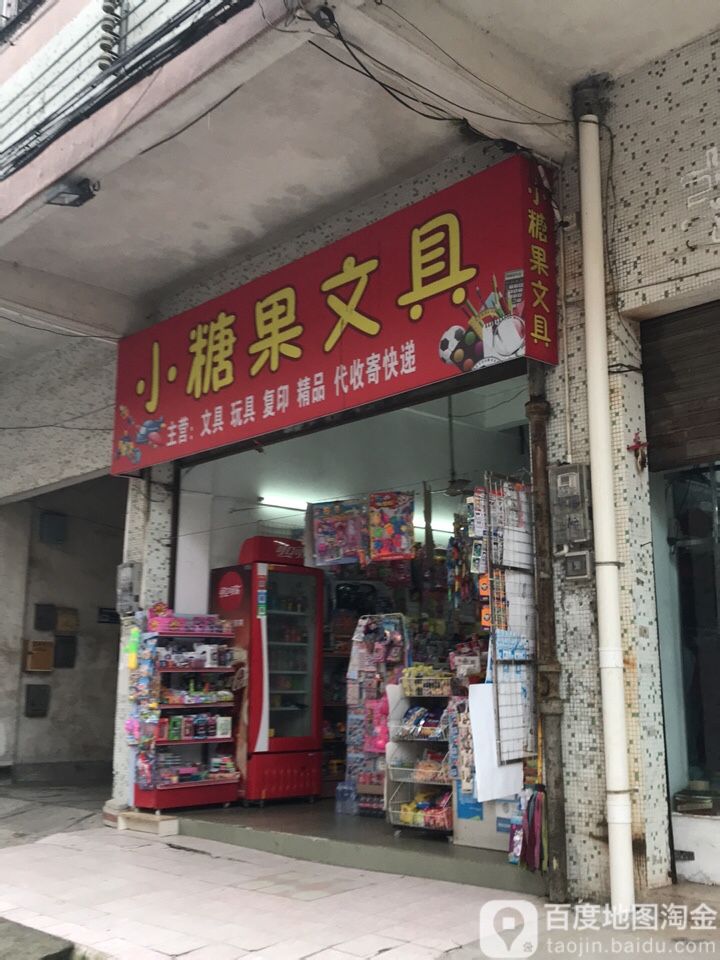 小糖果文具
主营：文具 玩具 复印 精品 代收寄快递
小糖果文具
百度地图淘金
taojin.baidu.com